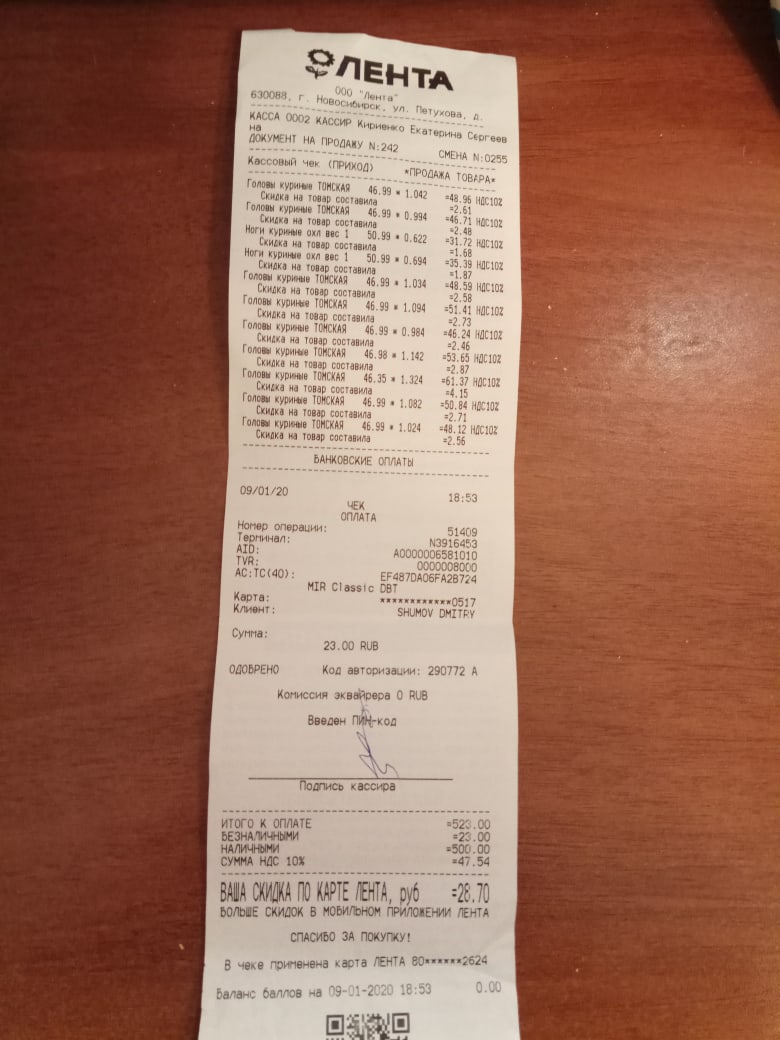 ЛЕНТА
ООО "Лента"
630088, г. Новосибирск, ул. Петухова, д.
КАССА 0002 КАССИР Кириенко Екатерина Сергеев
на
ДОКУМЕНТ НА ПРОДАЖУ N:242 СМЕНА N:0255
Кассовый чек (ПРИХОД) *ПРОДАЖА ТОВАРА*
Головы куриные ТОМСКАЯ 46.99 * 1.042 =48.96 НДС10%
Скидка на товар составила =2.61
Головы куриные ТОМСКАЯ 46.99 * 0.994 =46.71 НДС10%
Скидка на товар составила =2.48
Ноги куриные охл вес 1 50.99 * 0.622 =31.72 НДС10%
Скидка на товар составила =1.68
Ноги куриные охл вес 1 50.99 * 0.694 =35.39 НДС10%
Скидка на товар составила =1.87
Головы куриные ТОМСКАЯ 46.99 * 1.034 =48.59 НДС10%
Скидка на товар составила =2.58
Головы куриные ТОМСКАЯ 46.99 * 1.094 =51.41 НДС10%
Скидка на товар составила =2.73
Головы куриные ТОМСКАЯ 46.99 * 0.984 =46.24 НДС10%
Скидка на товар составила =2.46
Головы куриные ТОМСКАЯ 46.98 * 1.142 =53.65 НДС10%
Скидка на товар составила =2.87
Головы куриные ТОМСКАЯ 46.35 * 1.324 =61.37 НДС10%
Скидка на товар составила =4.15
Головы куриные ТОМСКАЯ 46.99 * 1.082 =50.84 НДС10%
Скидка на товар составила =2.71
Головы куриные ТОМСКАЯ 46.99 * 1.024 =48.12 НДС10%
Скидка на товар составила =2.56
БАНКОВСКИЕ ОПЛАТЫ
09/01/20 18:53
ЧЕК
ОПЛАТА
Номер операции: 51409
Терминал: N3916453
AID: A0000006581010
TVR: 0000008000
AC:TC(40): EF487DA06FA2B724
MIR Classic DBT
Карта: ************0517
Клиент: SHUMOV DMITRY
Сумма:
23.00 RUB
ОДОБРЕНО Код авторизации: 290772 A
Комиссия эквайрера 0 RUB
Введен ПИН-код
Подпись кассира
ИТОГО К ОПЛАТЕ =523.00
БЕЗНАЛИЧНЫМИ =23.00
НАЛИЧНЫМИ =500.00
СУММА НДС 10% =47.54
ВАША СКИДКА ПО КАРТЕ ЛЕНТА, руб =28.70
БОЛЬШЕ СКИДОК В МОБИЛЬНОМ ПРИЛОЖЕНИИ ЛЕНТА
СПАСИБО ЗА ПОКУПКУ!
В чеке применена карта ЛЕНТА 80******2624
Баланс баллов на 09-01-2020 18:53 0.00